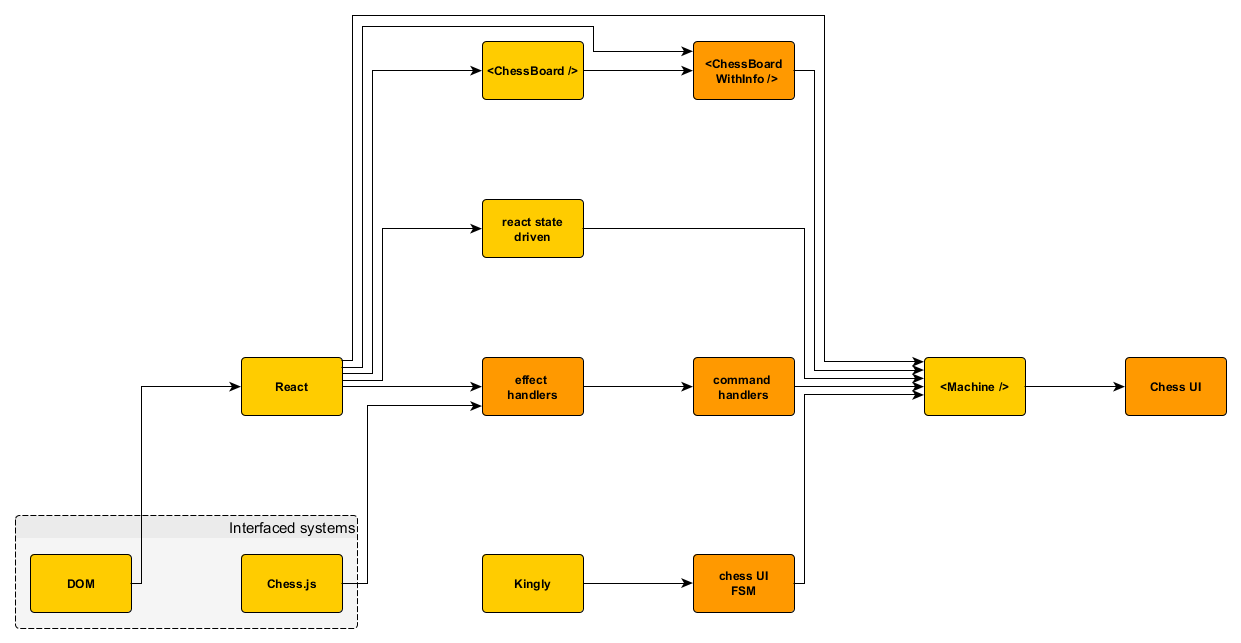 <ChessBoard />
<ChessBoard
WithInfo />
react state
driven
React
effect
handlers
command
handlers
<Machine />
Chess UI
Interfaced systems
DOM
Chess.js
Kingly
chess UI
FSM